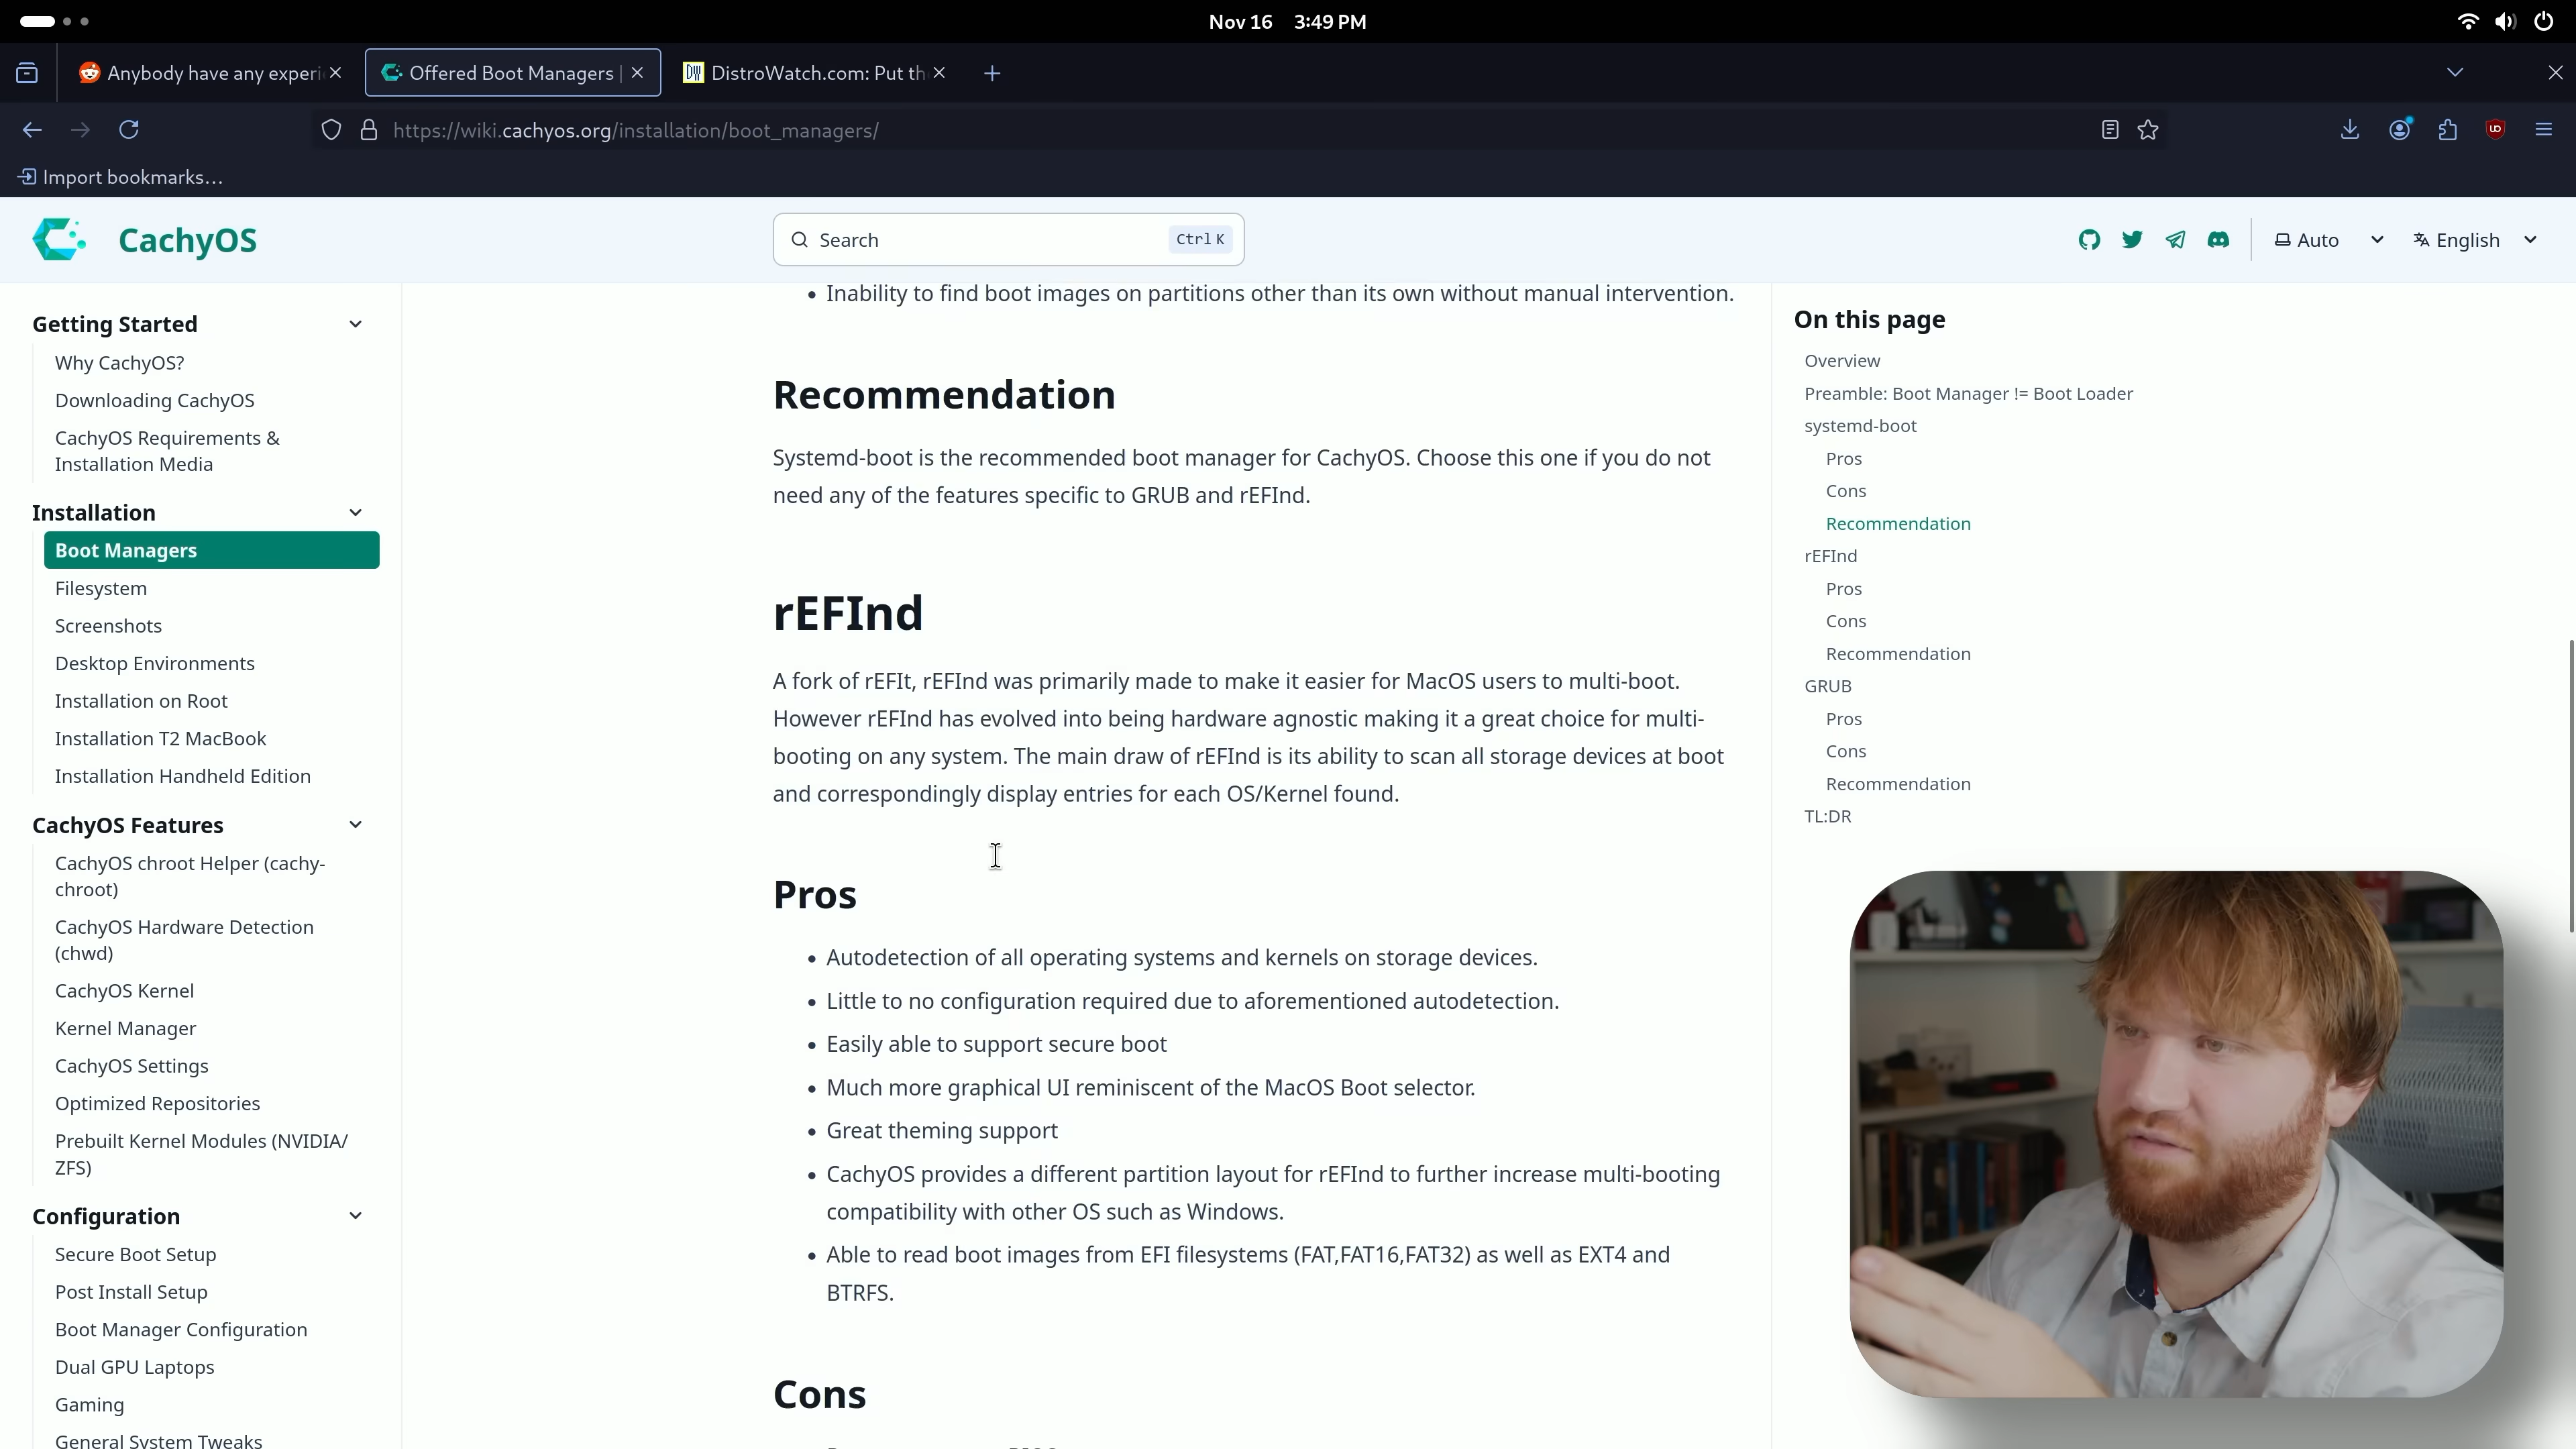 Nov 16 3:49 PM
Anybody have any experi
Offered Boot Managers |
DistroWatch.com: Put th
https://wiki.cachyos.org/installation/boot_managers/
Import bookmarks...
CachyOS
Search
Ctrl K
Auto
English
Getting Started
Why CachyOS?
Downloading CachyOS
CachyOS Requirements &
Installation Media
Installation
Boot Managers
Filesystem
Screenshots
Desktop Environments
Installation on Root
Installation T2 MacBook
Installation Handheld Edition
CachyOS Features
CachyOS chroot Helper (cachy-
chroot)
CachyOS Hardware Detection
(chwd)
CachyOS Kernel
Kernel Manager
CachyOS Settings
Optimized Repositories
Prebuilt Kernel Modules (NVIDIA/
ZFS)
Configuration
Secure Boot Setup
Post Install Setup
Boot Manager Configuration
Dual GPU Laptops
Gaming
General System Tweaks
• Inability to find boot images on partitions other than its own without manual intervention.
Recommendation
Systemd-boot is the recommended boot manager for CachyOS. Choose this one if you do not
need any of the features specific to GRUB and rEFInd.
rEFInd
A fork of rEFIt, rEFInd was primarily made to make it easier for MacOS users to multi-boot.
However rEFInd has evolved into being hardware agnostic making it a great choice for multi-
booting on any system. The main draw of rEFInd is its ability to scan all storage devices at boot
and correspondingly display entries for each OS/Kernel found.
Pros
• Autodetection of all operating systems and kernels on storage devices.
• Little to no configuration required due to aforementioned autodetection.
• Easily able to support secure boot
• Much more graphical UI reminiscent of the MacOS Boot selector.
• Great theming support
• CachyOS provides a different partition layout for rEFInd to further increase multi-booting
compatibility with other OS such as Windows.
• Able to read boot images from EFI filesystems (FAT,FAT16,FAT32) as well as EXT4 and
BTRFS.
Cons
On this page
Overview
Preamble: Boot Manager != Boot Loader
systemd-boot
Pros
Cons
Recommendation
rEFInd
Pros
Cons
Recommendation
GRUB
Pros
Cons
Recommendation
TL:DR